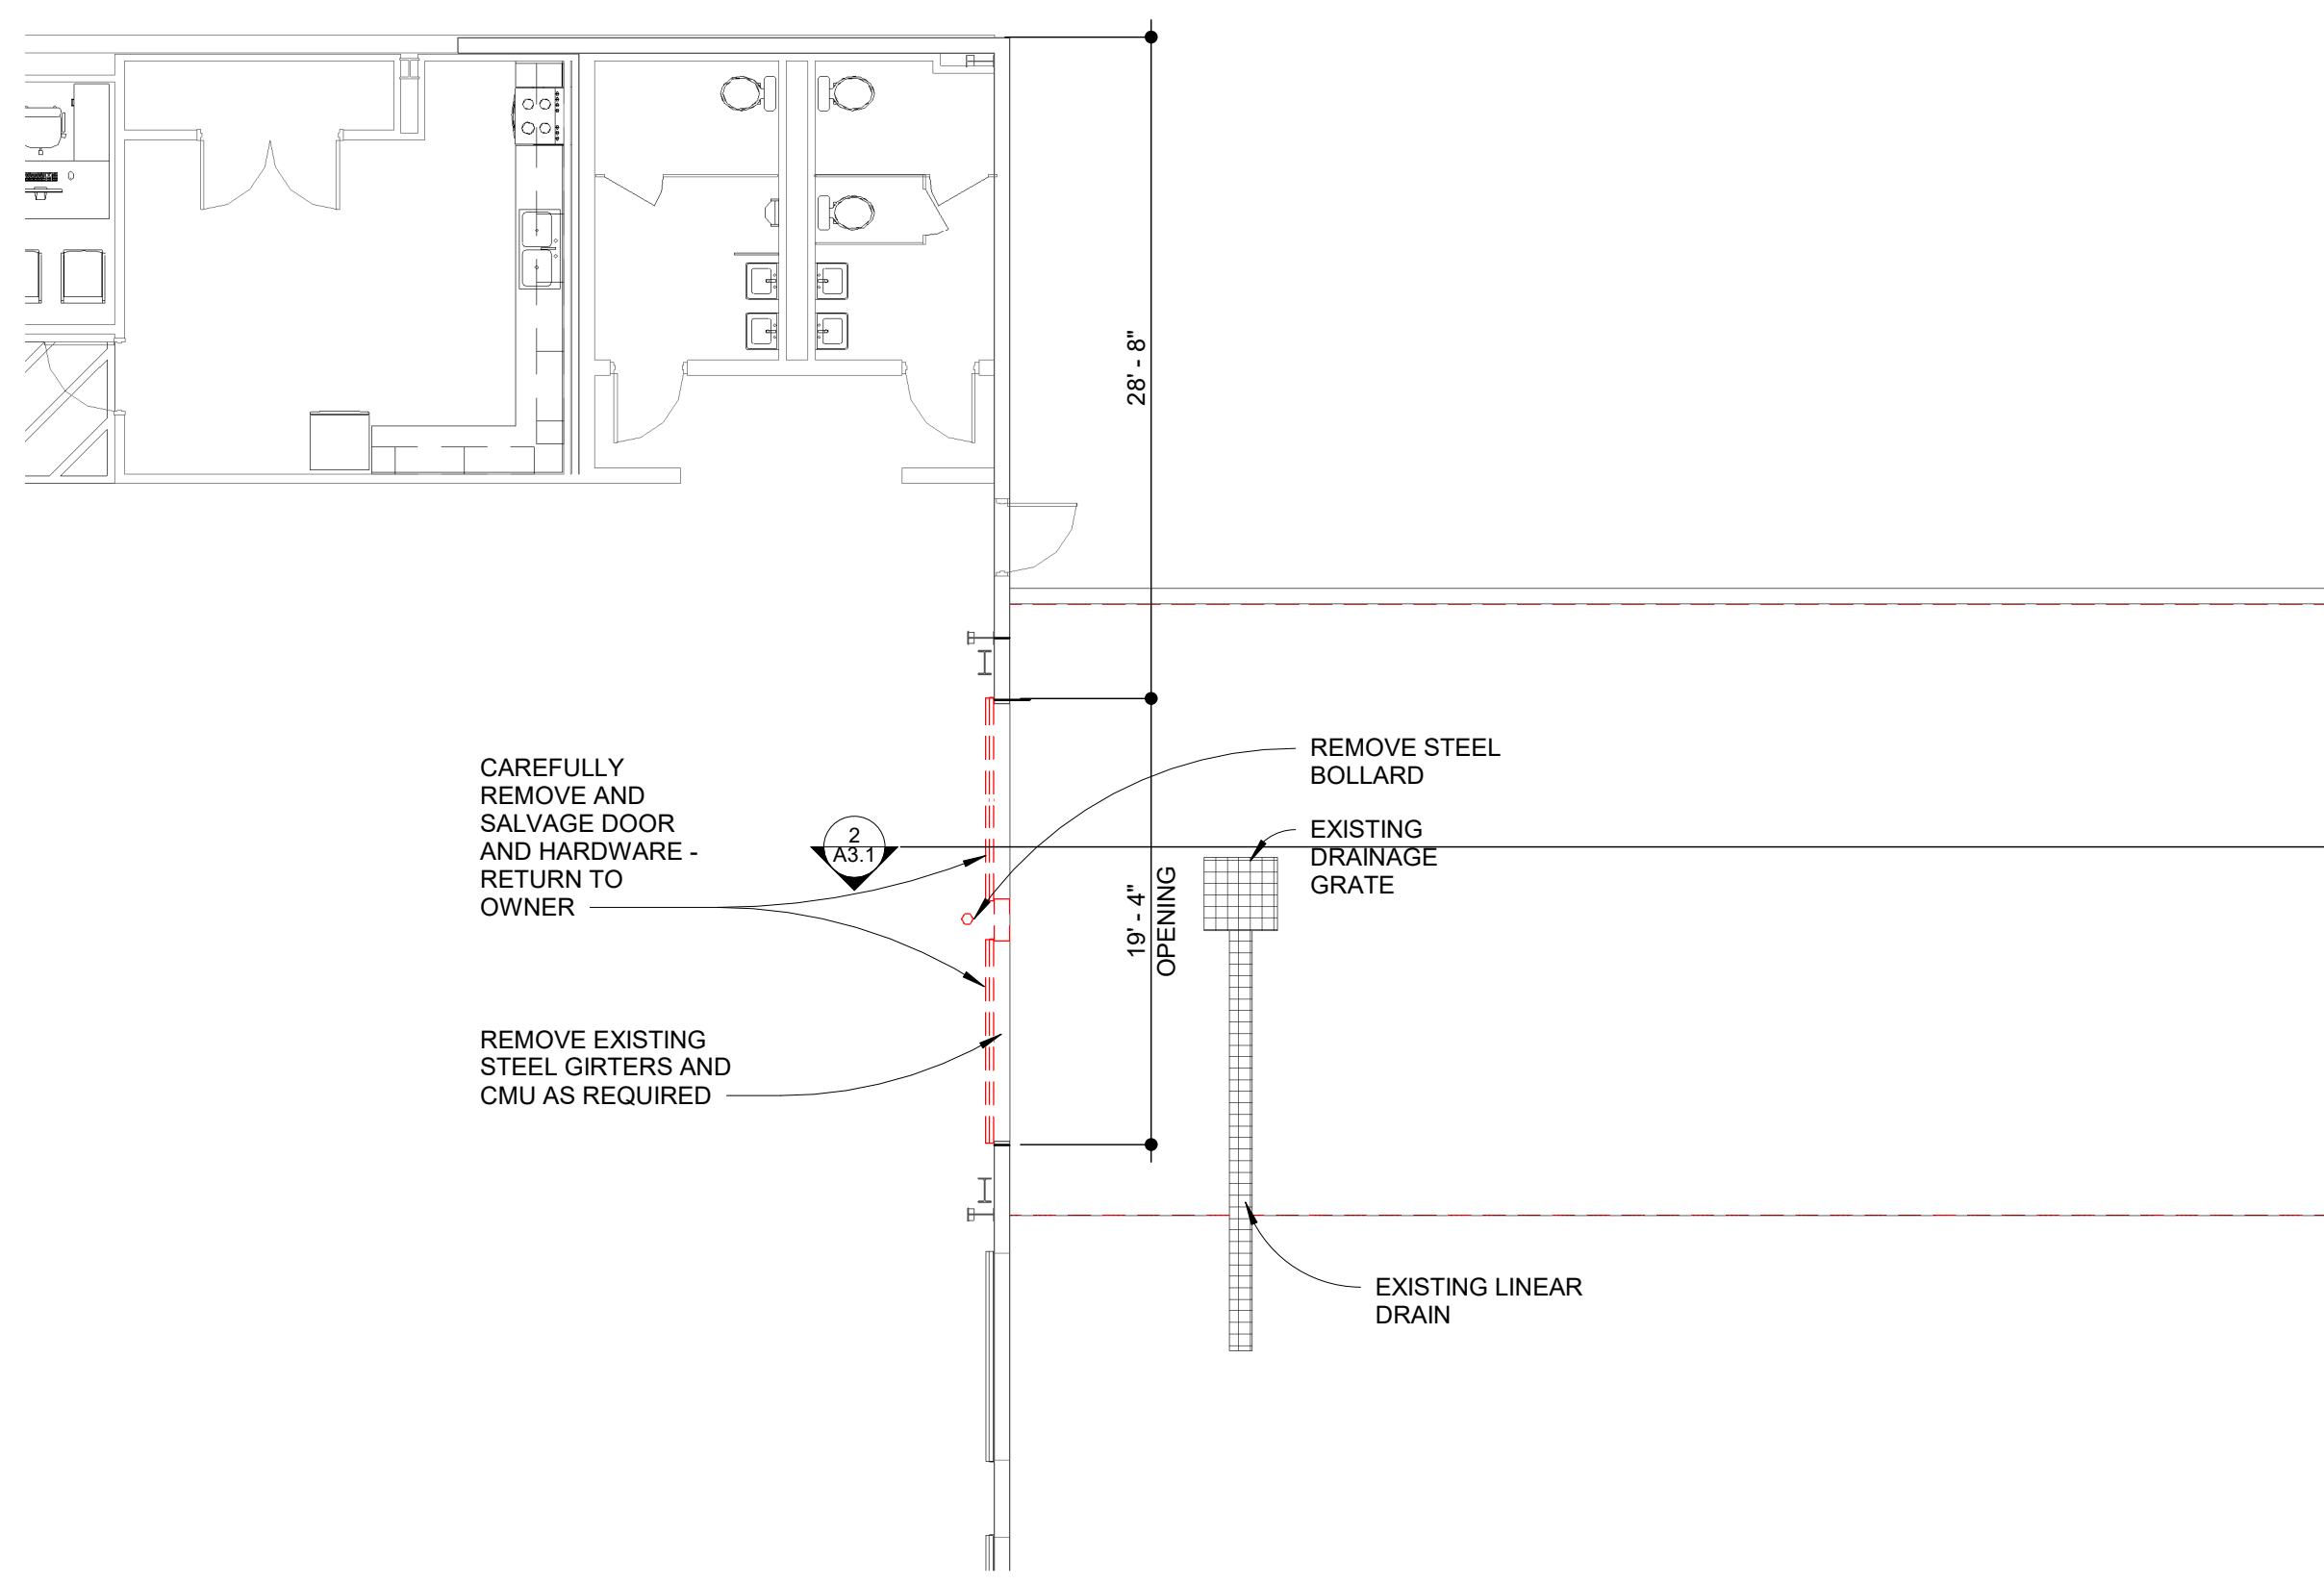 28' - 8"
CAREFULLY
REMOVE AND
SALVAGE DOOR
AND HARDWARE -
RETURN TO
OWNER
2
A3.1
REMOVE STEEL
BOLLARD
EXISTING
DRAINAGE
GRATE
19' - 4"
OPENING
REMOVE EXISTING
STEEL GIRTERS AND
CMU AS REQUIRED
EXISTING LINEAR
DRAIN